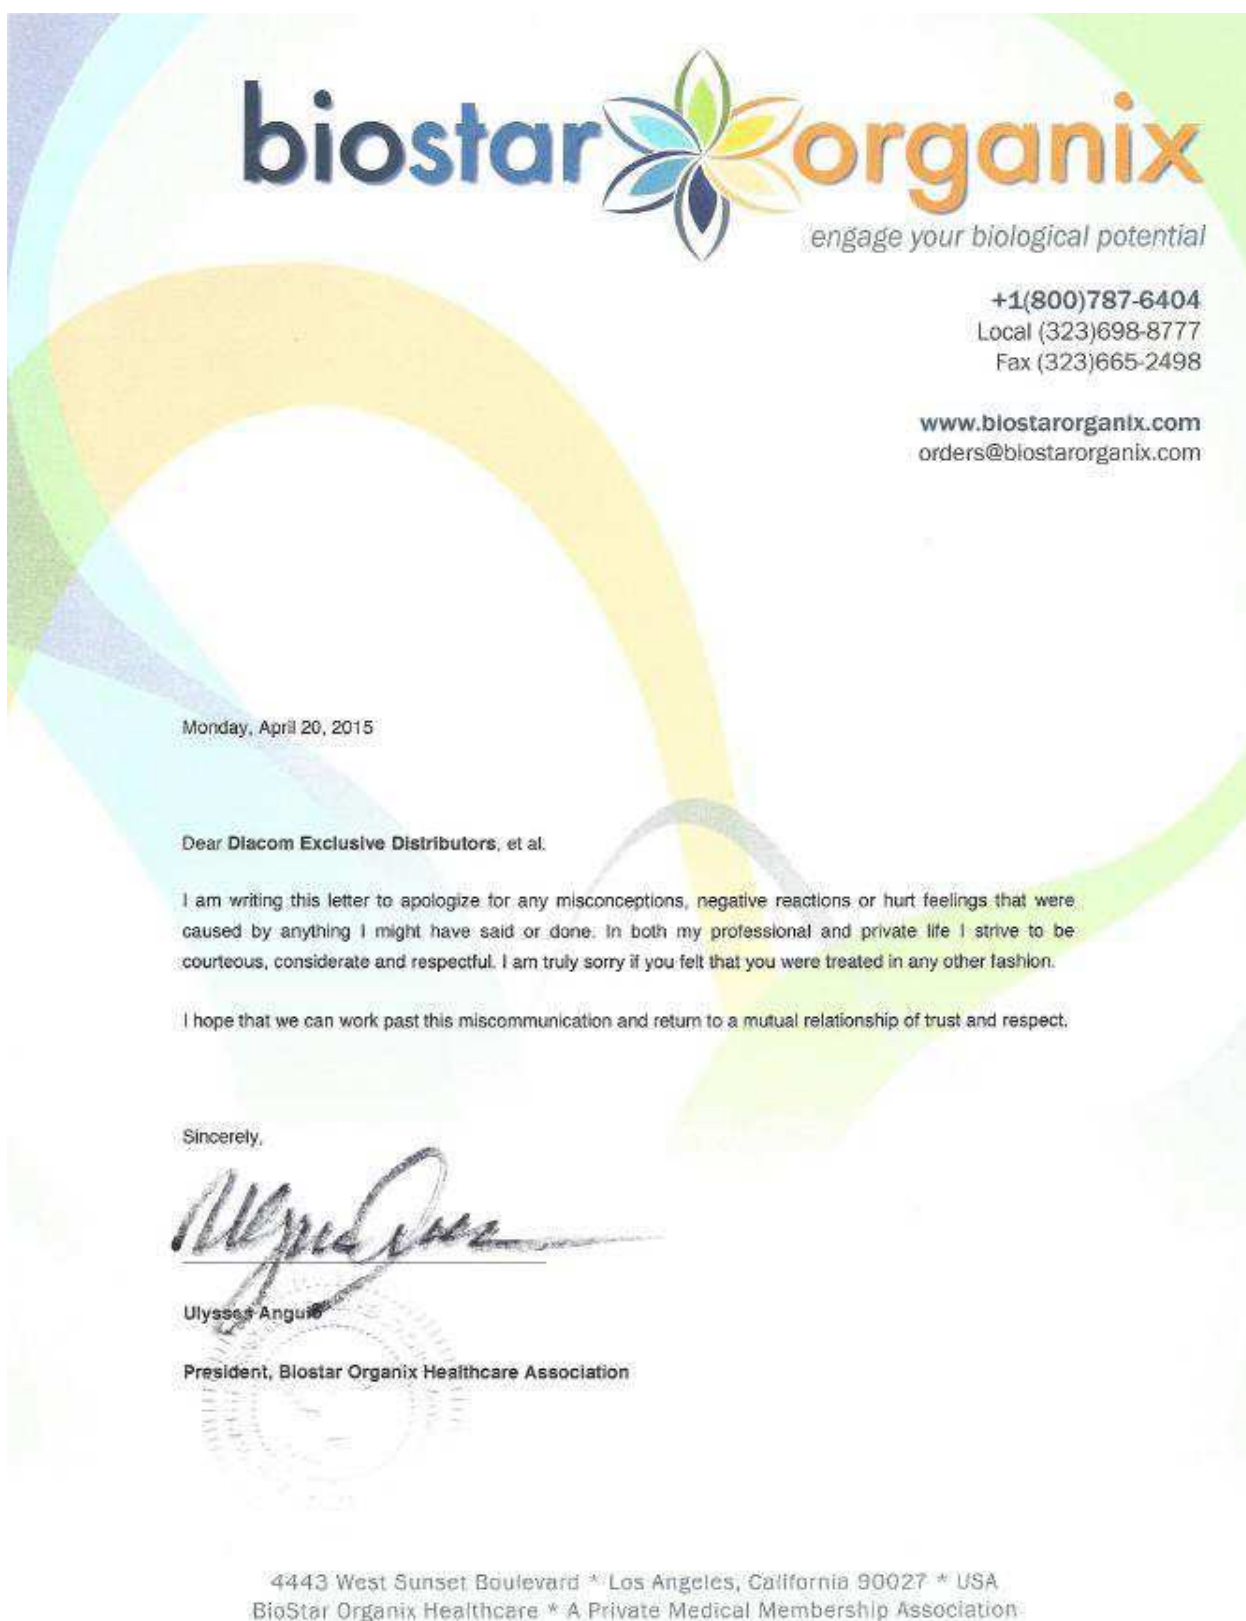 biostar organix
engage your biological potential
+1(800)787-6404
Local (323)698-8777
Fax (323)665-2498
www.biostarorganix.com
orders@biostarorganix.com
Monday, April 20, 2015
Dear Diacom Exclusive Distributors, et al.
I am writing this letter to apologize for any misconceptions, negative reactions or hurt feelings that were
caused by anything I might have said or done. In both my professional and private life I strive to be
courteous, considerate and respectful. I am truly sorry if you felt that you were treated in any other fashion.
I hope that we can work past this miscommunication and return to a mutual relationship of trust and respect.
Sincerely,
Ulysses Angulo
President, Biostar Organix Healthcare Association
4443 West Sunset Boulevard * Los Angeles, California 90027 * USA
BioStar Organix Healthcare * A Private Medical Membership Association